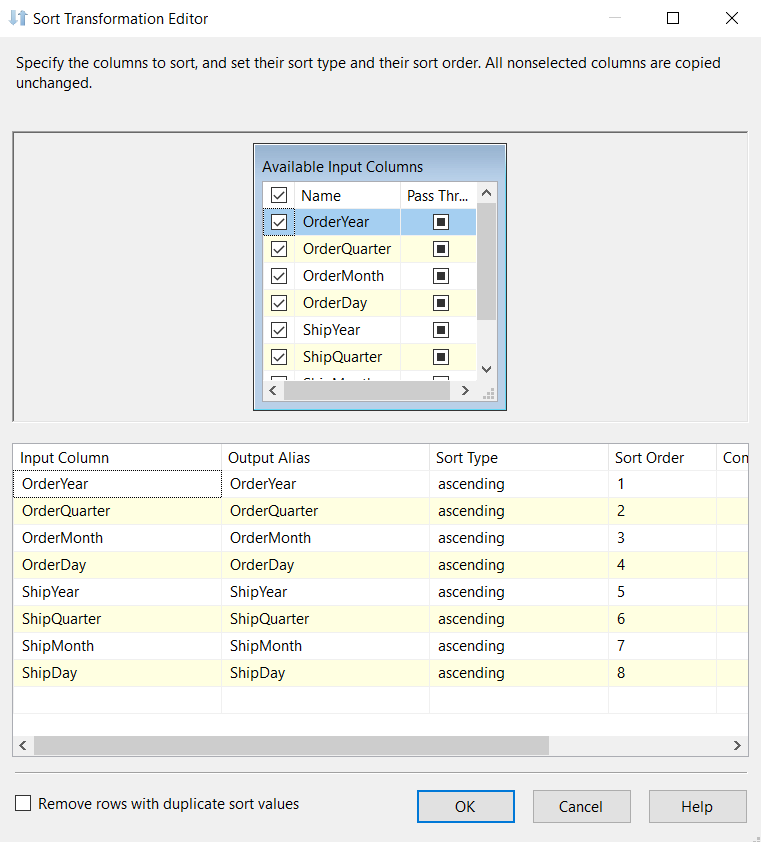 Sort Transformation Editor
Specify the columns to sort, and set their sort type and their sort order. All nonselected columns are copied
unchanged.
Available Input Columns
Name Pass Thr...
OrderYear
OrderQuarter
OrderMonth
OrderDay
ShipYear
ShipQuarter
Input Column Output Alias Sort Type Sort Order Com
OrderYear OrderYear ascending 1
OrderQuarter OrderQuarter ascending 2
OrderMonth OrderMonth ascending 3
OrderDay OrderDay ascending 4
ShipYear ShipYear ascending 5
ShipQuarter ShipQuarter ascending 6
ShipMonth ShipMonth ascending 7
ShipDay ShipDay ascending 8
Remove rows with duplicate sort values
OK Cancel Help